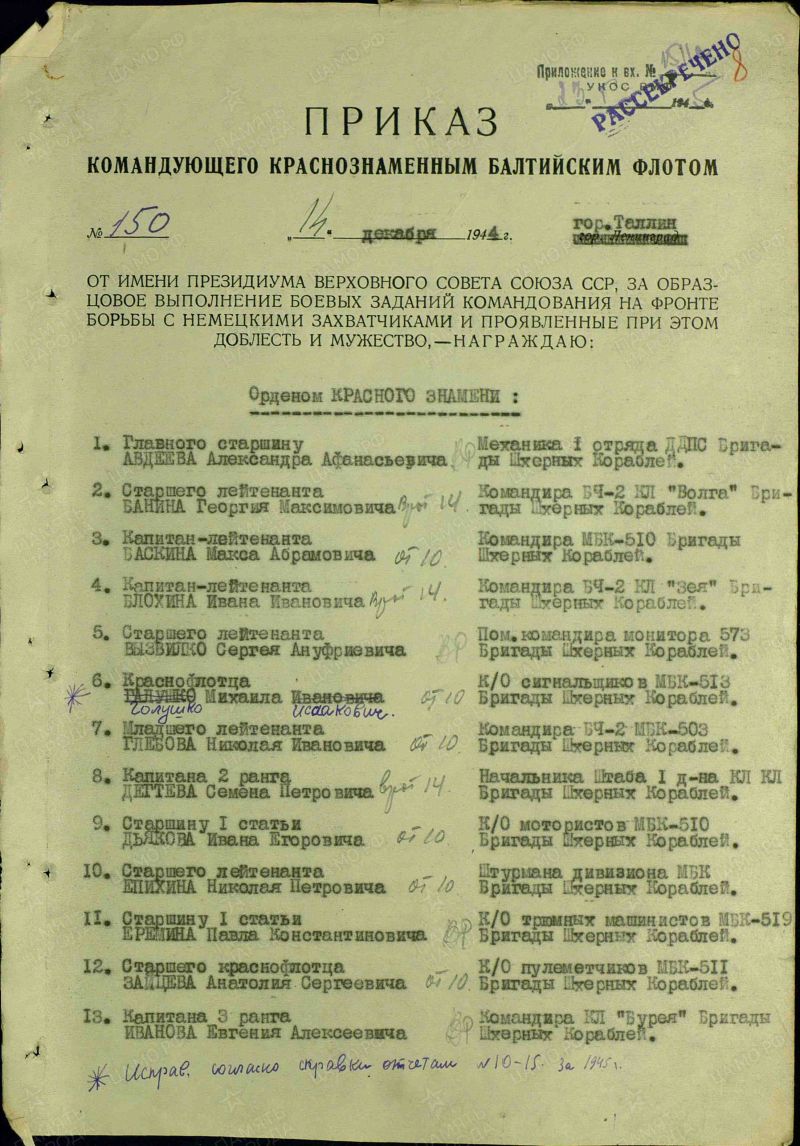 Приложение к вх. №
УКОС ВМФ
РАССЕКРЕЧЕНО
8
ПРИКАЗ
КОМАНДУЮЩЕГО КРАСНОЗНАМЕННЫМ БАЛТИЙСКИМ ФЛОТОМ
№ 150 „14" декабря 1944 г. гор.Таллин
гор.Ленинград
ОТ ИМЕНИ ПРЕЗИДИУМА ВЕРХОВНОГО СОВЕТА СОЮЗА ССР, ЗА ОБРАЗ-
ЦОВОЕ ВЫПОЛНЕНИЕ БОЕВЫХ ЗАДАНИЙ КОМАНДОВАНИЯ НА ФРОНТЕ
БОРЬБЫ С НЕМЕЦКИМИ ЗАХВАТЧИКАМИ И ПРОЯВЛЕННЫЕ ПРИ ЭТОМ
ДОБЛЕСТЬ И МУЖЕСТВО,—НАГРАЖДАЮ:
Орденом КРАСНОГО ЗНАМЕНИ :
1. Главного старшину Механика I отряда ДДПС Брига-
АВДЕЕВА Александра Афанасьевича ВР ды Шхерных Кораблей.
2. Старшего лейтенанта Командира БЧ-2 КЛ "Волга" Бри-
БАНИНА Георгия Максимовича 14 гады Шхерных Кораблей.
3. Капитан-лейтенанта Командира МБК-510 Бригады
БАСКИНА Макса Абрамовича от 10 Шхерных Кораблей.
4. Капитан-лейтенанта Командира БЧ-2 КЛ "Зея" Бри-
БЛОХИНА Ивана Ивановича 14. гады Шхерных Кораблей.
5. Старшего лейтенанта Пом.командира монитора 573
ВЫЗВИЛКО Сергея Ануфриевича ВР Бригады Шхерных Кораблей.
6. Краснофлотца К/О сигнальщиков МБК-513
ГАЛУШКО Михаила Ивановича от 10 Бригады Шхерных Кораблей.
Голушко Исаакович.
7. Младшего лейтенанта Командира БЧ-2 МБК-503
ГЛЕБОВА Николая Ивановича от 10. Бригады Шхерных Кораблей.
8. Капитана 2 ранга Начальника Штаба I д-на КЛ КЛ
ДЕГТЕВА Семена Петровича 14. Бригады Шхерных Кораблей.
9. Старшину I статьи К/О мотористов МБК-510
ДЬЯКОВА Ивана Егоровича от 10 Бригады Шхерных Кораблей.
10. Старшего лейтенанта Штурмана дивизиона МБК
ЕПИХИНА Николая Петровича от 10 Бригады Шхерных Кораблей.
11. Старшину I статьи К/О трюмных машинистов МБК-519
ЕРЕМИНА Павла Константиновича ВР Бригады Шхерных Кораблей.
12. Старшего краснофлотца К/О пулеметчиков МБК-511
ЗАЙЦЕВА Анатолия Сергеевича от 10. Бригады Шхерных Кораблей.
13. Капитана 3 ранга Командира КЛ "Бурея" Бригады
ИВАНОВА Евгения Алексеевича ВР Шхерных Кораблей.
Исправ. согласно справки отчетам №10-15. за 1945 г.